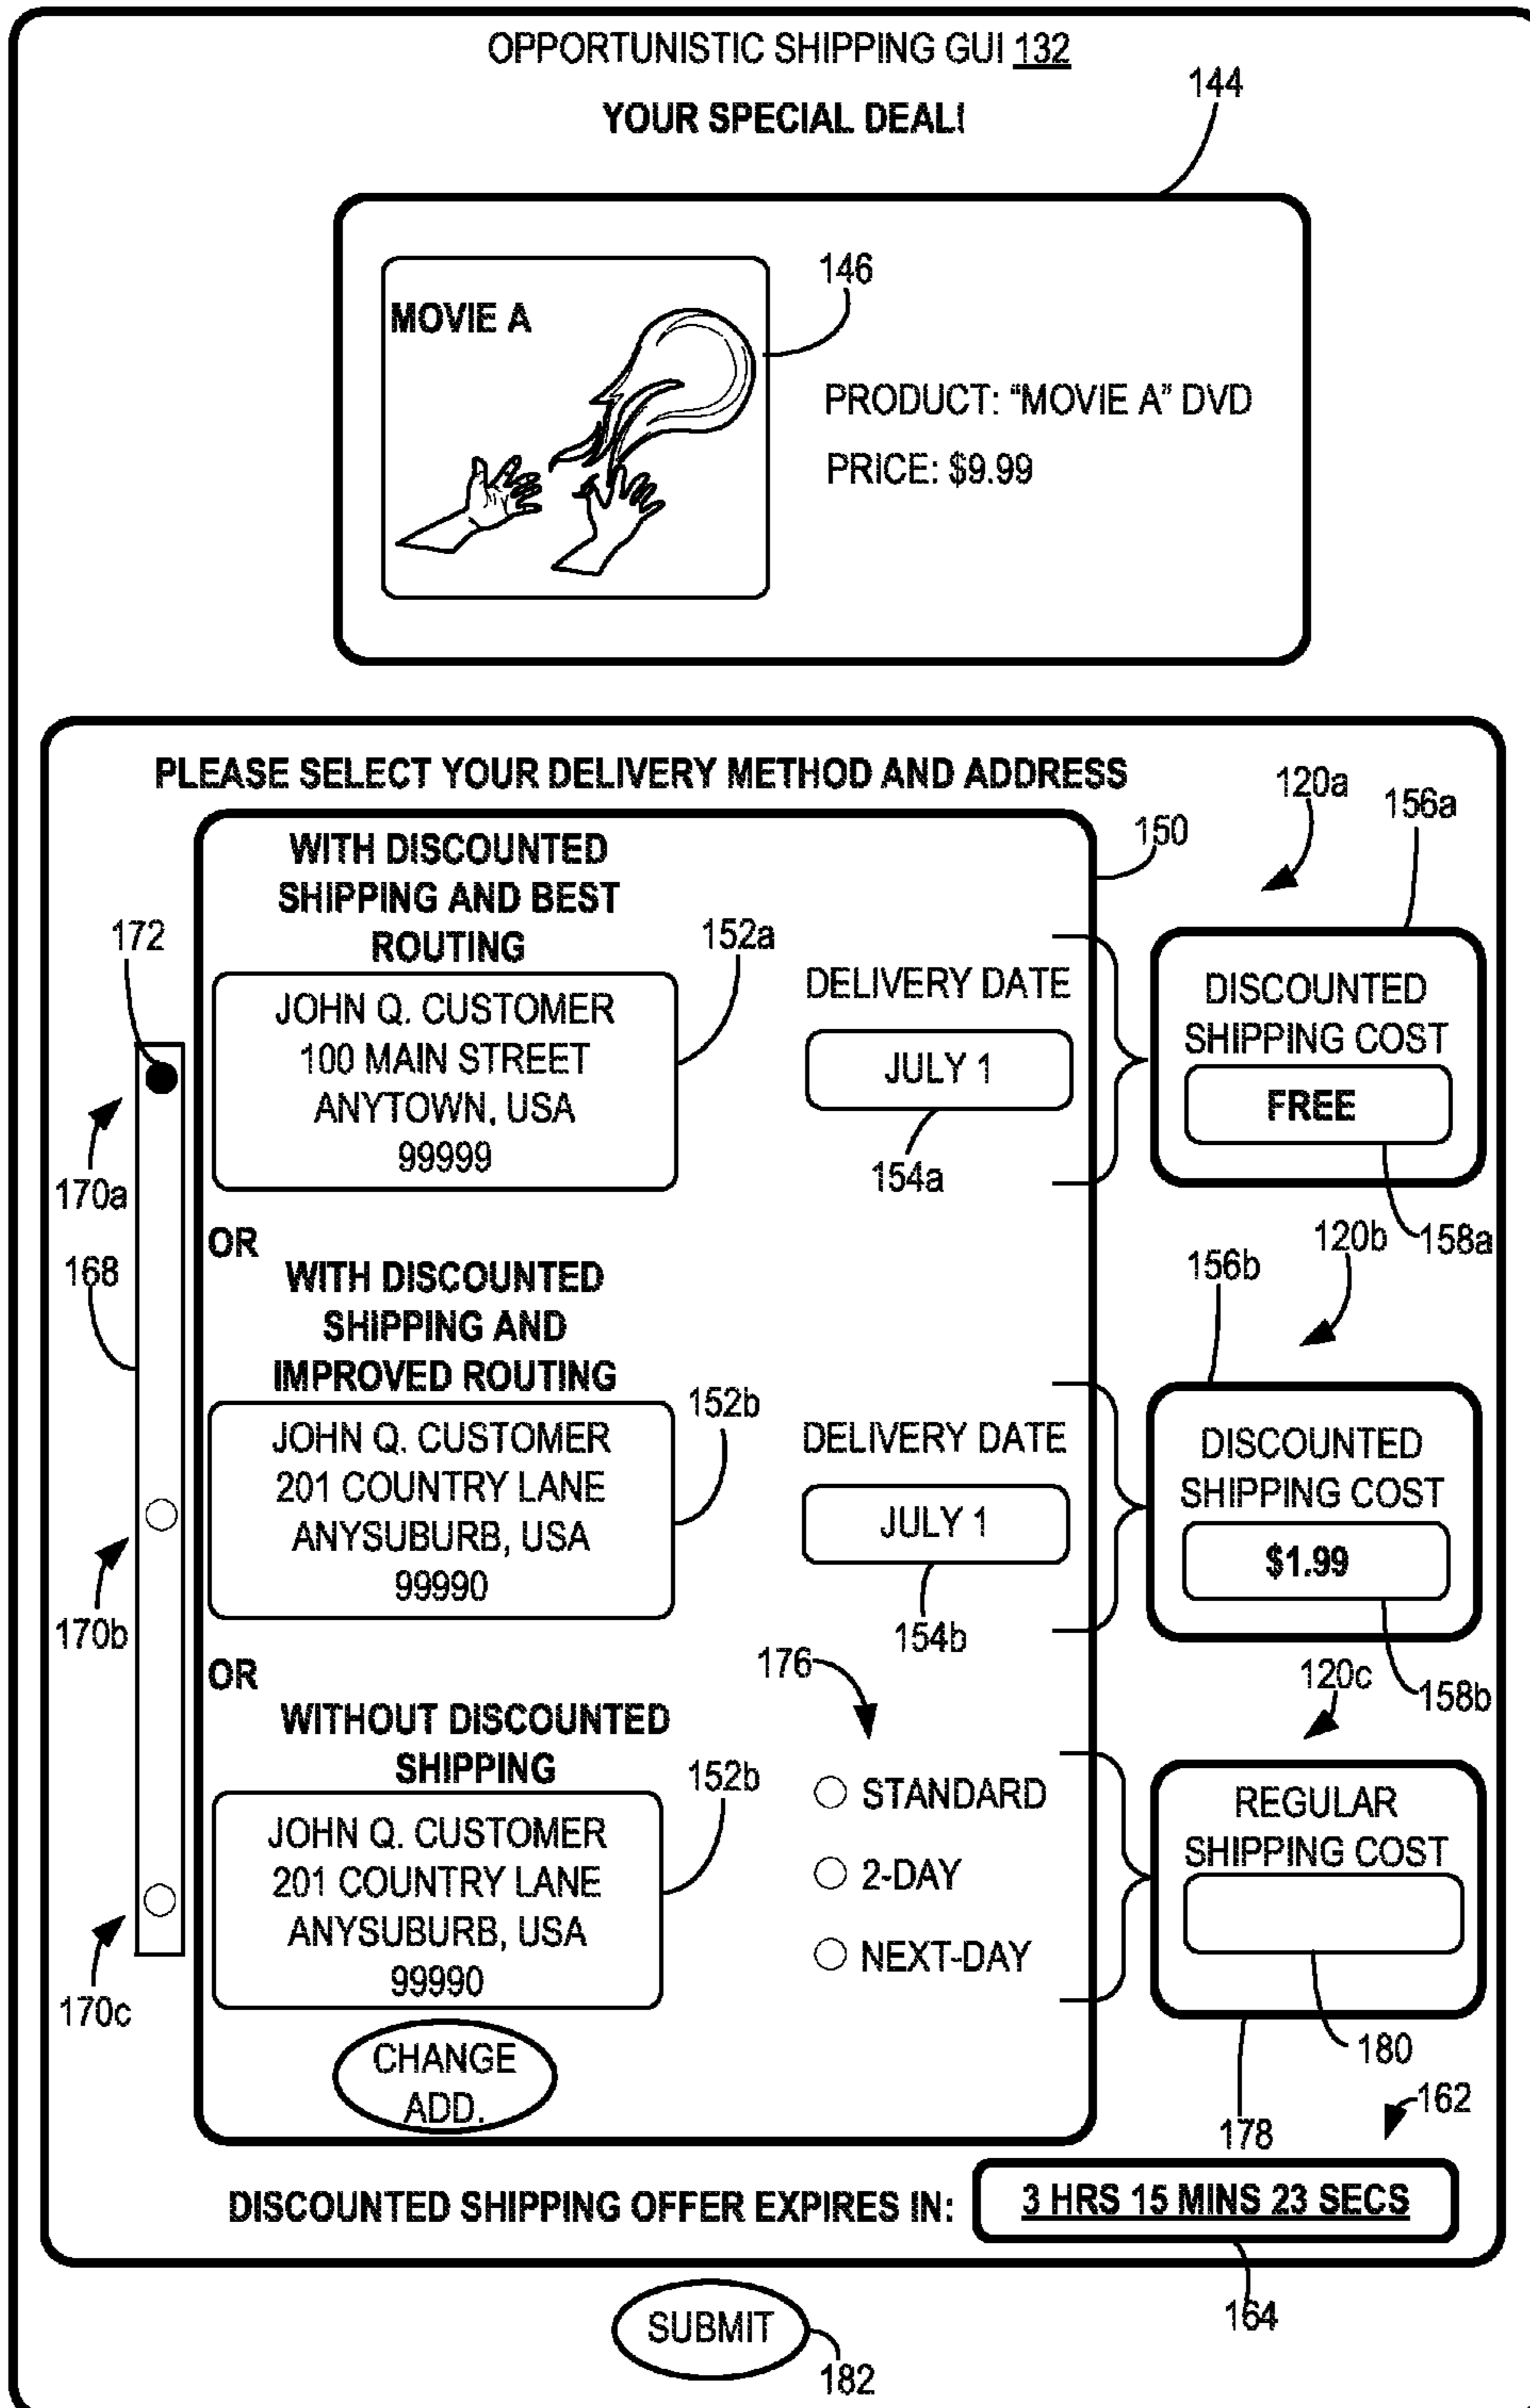 OPPORTUNISTIC SHIPPING GUI 132
YOUR SPECIAL DEAL!
144
146
MOVIE A
PRODUCT: “MOVIE A” DVD
PRICE: $9.99
PLEASE SELECT YOUR DELIVERY METHOD AND ADDRESS
120a
156a
150
WITH DISCOUNTED
SHIPPING AND BEST
ROUTING
172
152a
JOHN Q. CUSTOMER
100 MAIN STREET
ANYTOWN, USA
99999
DELIVERY DATE
JULY 1
154a
DISCOUNTED
SHIPPING COST
FREE
158a
170a
168
OR
120b
156b
WITH DISCOUNTED
SHIPPING AND
IMPROVED ROUTING
152b
JOHN Q. CUSTOMER
201 COUNTRY LANE
ANYSUBURB, USA
99990
DELIVERY DATE
JULY 1
154b
DISCOUNTED
SHIPPING COST
$1.99
158b
170b
OR
176
120c
WITHOUT DISCOUNTED
SHIPPING
152b
JOHN Q. CUSTOMER
201 COUNTRY LANE
ANYSUBURB, USA
99990
STANDARD
2-DAY
NEXT-DAY
REGULAR
SHIPPING COST
180
170c
CHANGE
ADD.
178
162
DISCOUNTED SHIPPING OFFER EXPIRES IN: 3 HRS 15 MINS 23 SECS
164
SUBMIT
182